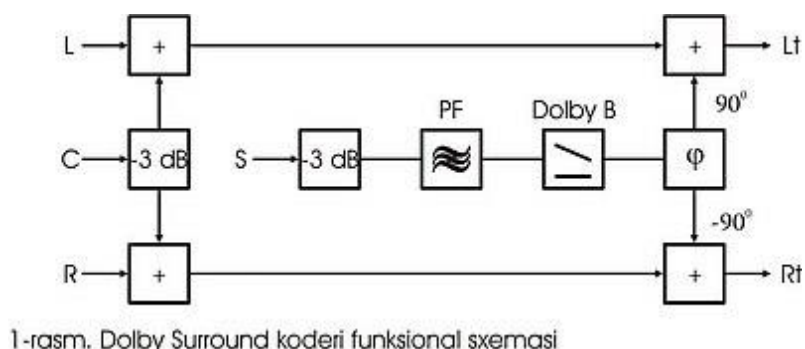 L + + Lt
PF Dolby B 90°
C -3 dB S -3 dB φ
-90°
R + + Rt
1-rasm. Dolby Surround koderi funksional sxemasi